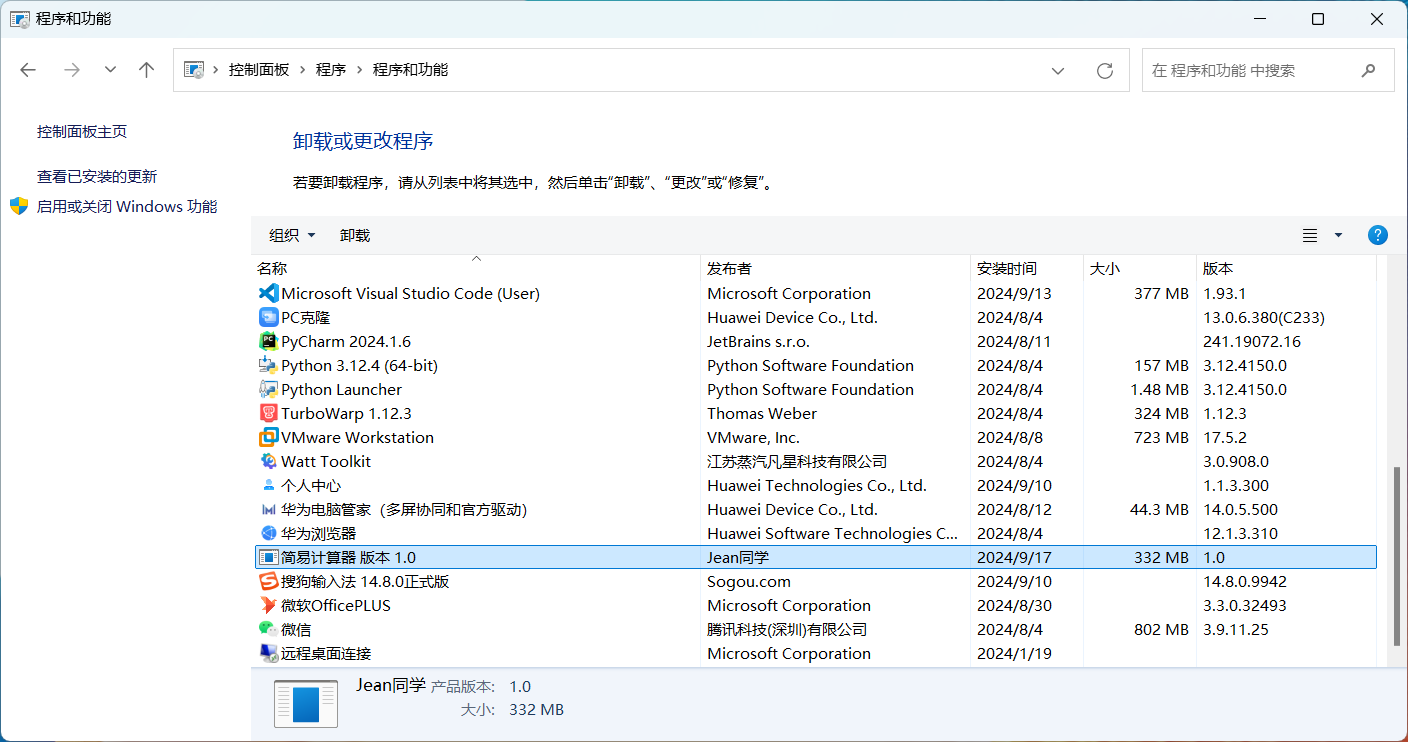 程序和功能
控制面板 程序 程序和功能
在 程序和功能 中搜索
控制面板主页
查看已安装的更新
启用或关闭 Windows 功能
卸载或更改程序
若要卸载程序，请从列表中将其选中，然后单击“卸载”、“更改”或“修复”。
组织 卸载
名称 发布者 安装时间 大小 版本
Microsoft Visual Studio Code (User) Microsoft Corporation 2024/9/13 377 MB 1.93.1
PC克隆 Huawei Device Co., Ltd. 2024/8/4 13.0.6.380(C233)
PyCharm 2024.1.6 JetBrains s.r.o. 2024/8/11 241.19072.16
Python 3.12.4 (64-bit) Python Software Foundation 2024/8/4 157 MB 3.12.4150.0
Python Launcher Python Software Foundation 2024/8/4 1.48 MB 3.12.4150.0
TurboWarp 1.12.3 Thomas Weber 2024/8/4 324 MB 1.12.3
VMware Workstation VMware, Inc. 2024/8/8 723 MB 17.5.2
Watt Toolkit 江苏蒸汽凡星科技有限公司 2024/8/4 3.0.908.0
个人中心 Huawei Technologies Co., Ltd. 2024/9/10 1.1.3.300
华为电脑管家（多屏协同和官方驱动） Huawei Device Co., Ltd. 2024/8/12 44.3 MB 14.0.5.500
华为浏览器 Huawei Software Technologies C... 2024/8/4 12.1.3.310
简易计算器 版本 1.0 Jean同学 2024/9/17 332 MB 1.0
搜狗输入法 14.8.0正式版 Sogou.com 2024/9/10 14.8.0.9942
微软OfficePLUS Microsoft Corporation 2024/8/30 3.3.0.32493
微信 腾讯科技(深圳)有限公司 2024/8/4 802 MB 3.9.11.25
远程桌面连接 Microsoft Corporation 2024/1/19
Jean同学 产品版本: 1.0
大小: 332 MB